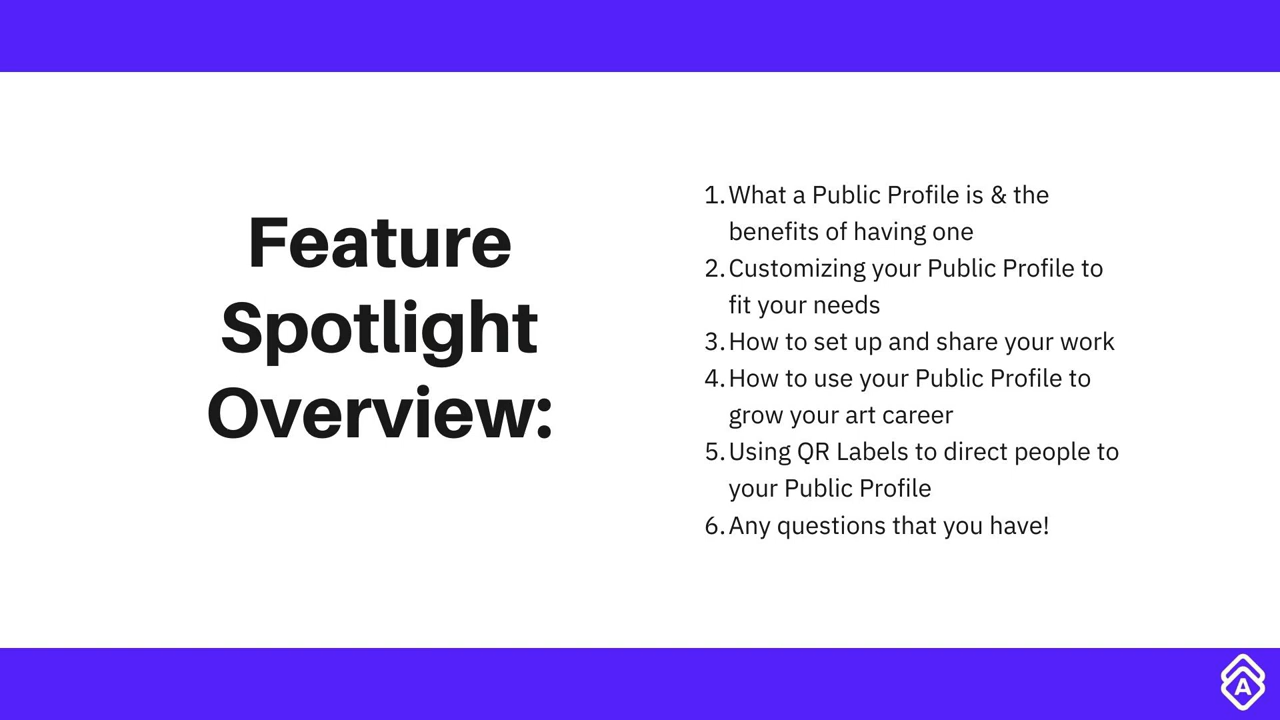 Feature
Spotlight
Overview:
1. What a Public Profile is & the
benefits of having one
2. Customizing your Public Profile to
fit your needs
3. How to set up and share your work
4. How to use your Public Profile to
grow your art career
5. Using QR Labels to direct people to
your Public Profile
6. Any questions that you have!
A